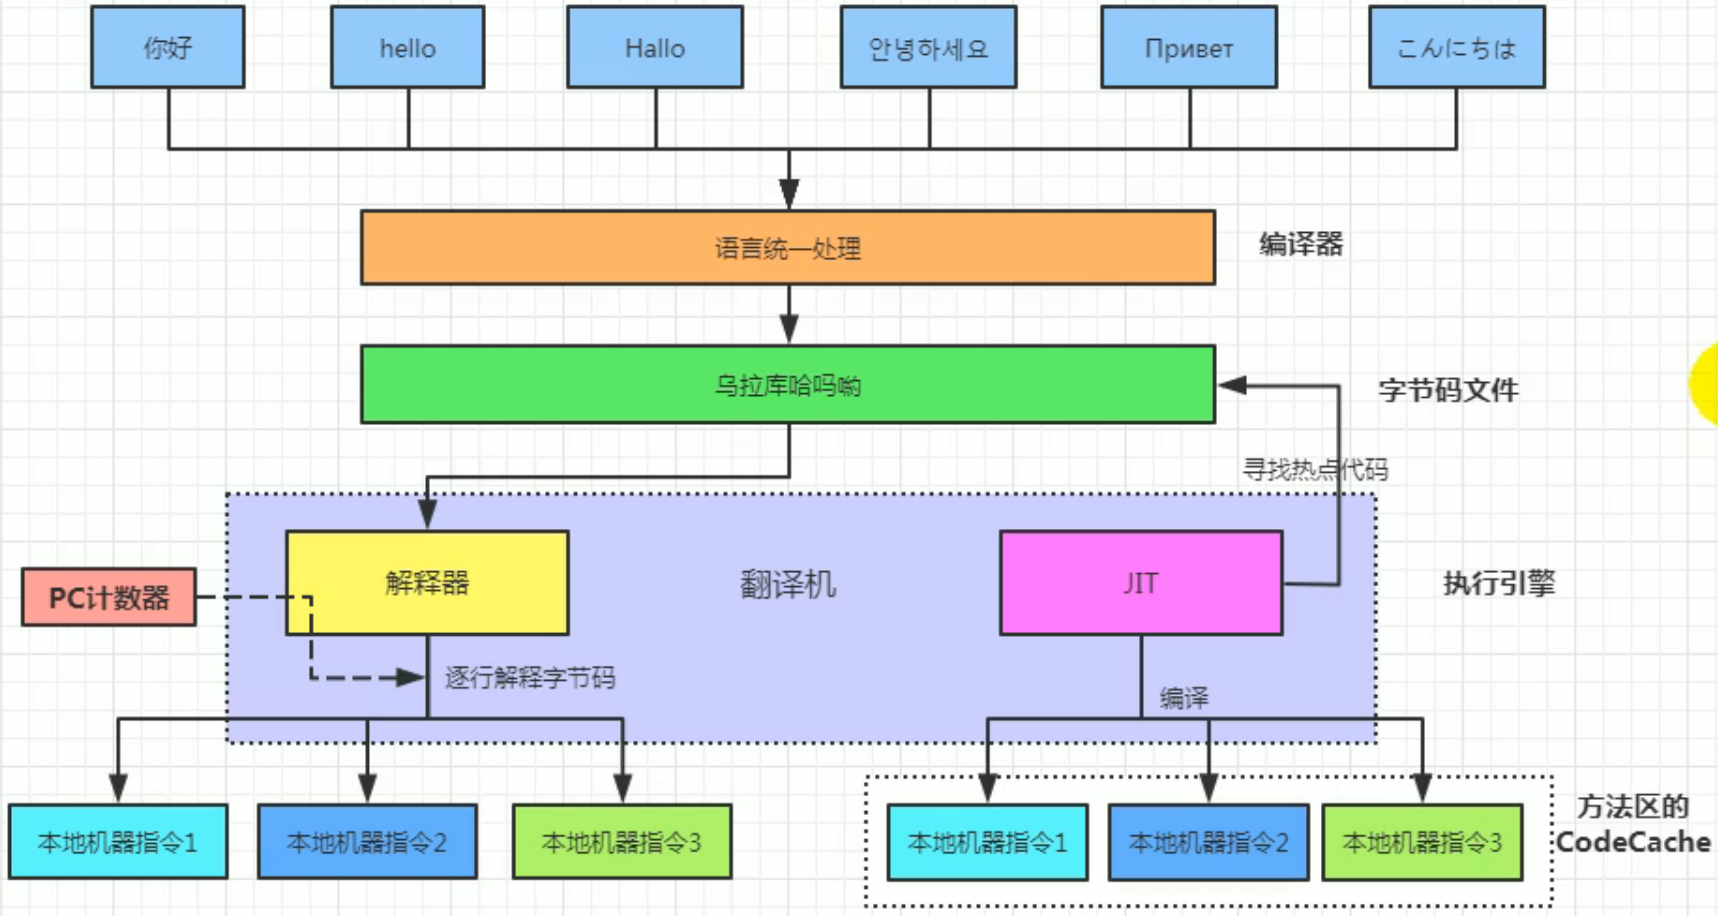 你好
hello
Hallo
안녕하세요
Привет
こんにちは
语言统一处理
编译器
乌拉库哈吗哟
字节码文件
寻找热点代码
PC计数器
解释器
翻译机
JIT
执行引擎
逐行解释字节码
编译
本地机器指令1
本地机器指令2
本地机器指令3
本地机器指令1
本地机器指令2
本地机器指令3
方法区的
CodeCache